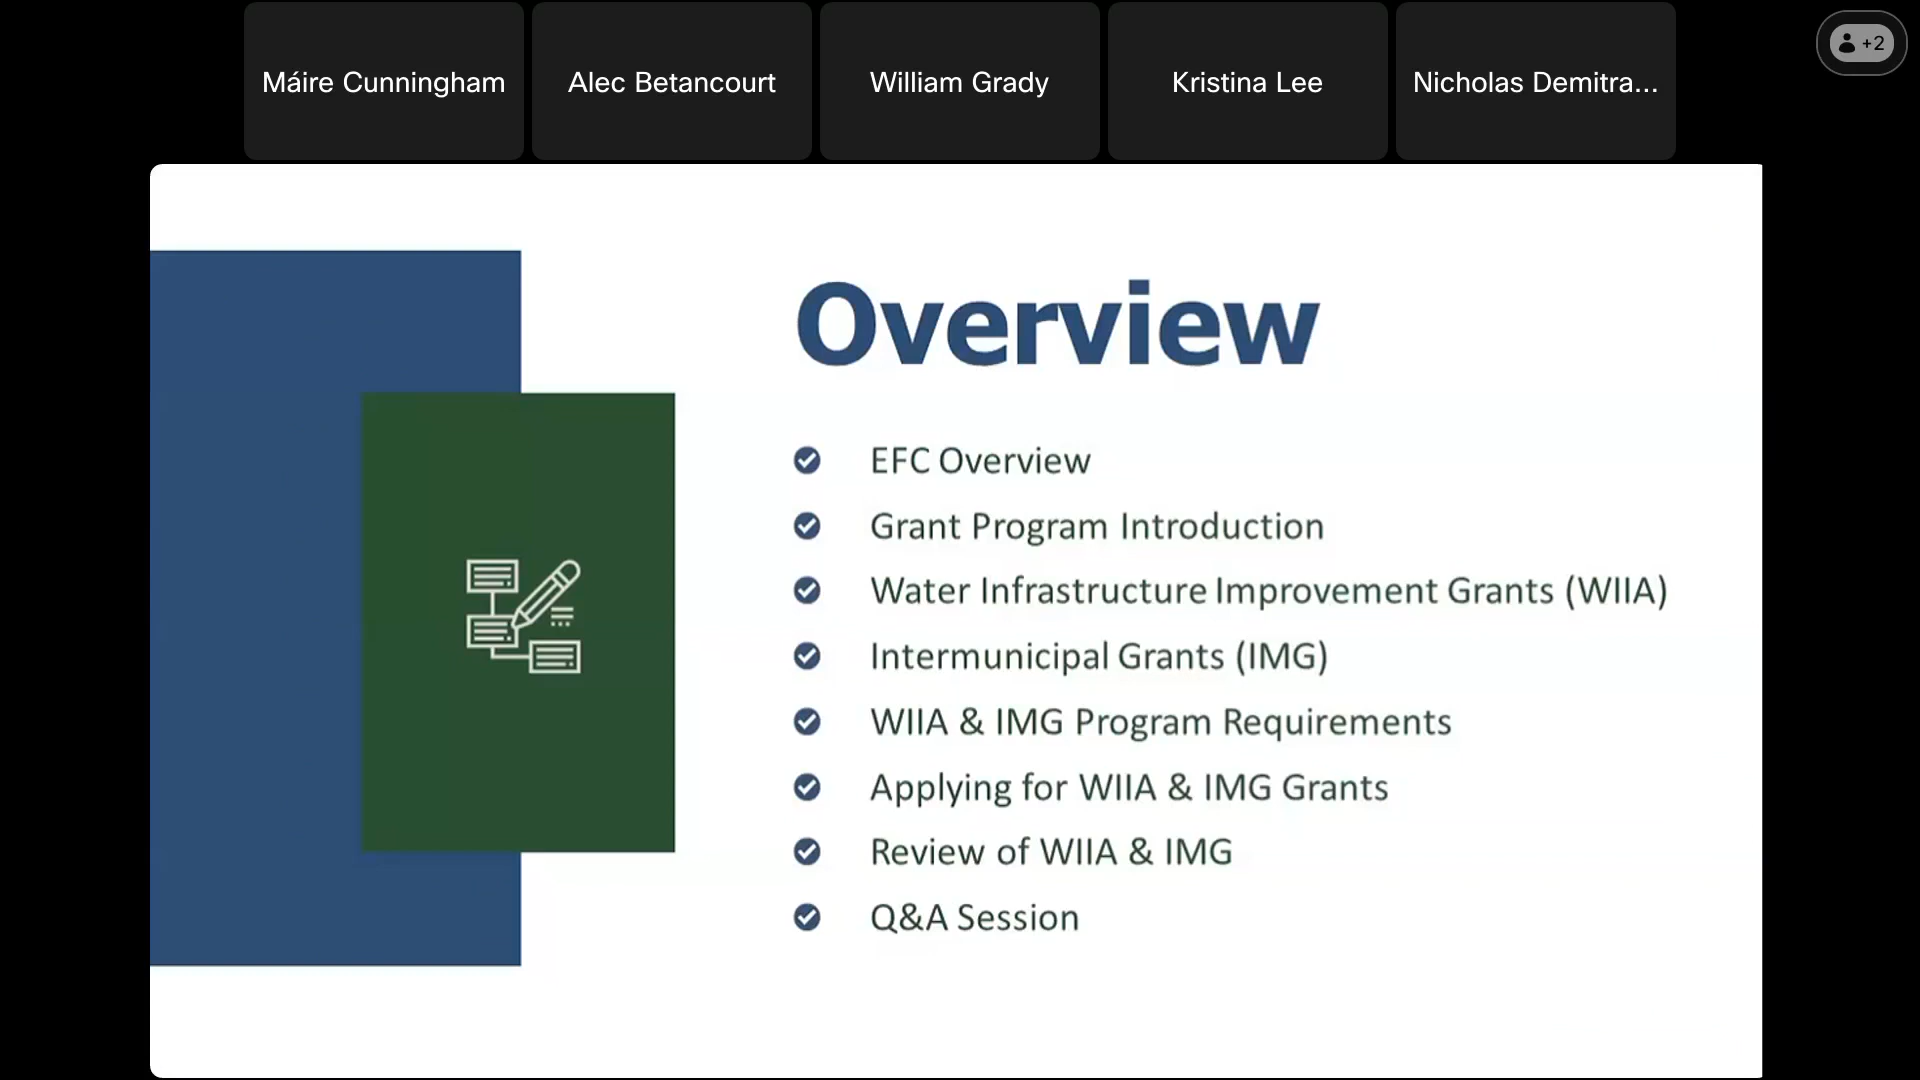 Máire Cunningham
Alec Betancourt
William Grady
Kristina Lee
Nicholas Demitra...
+2
Overview
EFC Overview
Grant Program Introduction
Water Infrastructure Improvement Grants (WIIA)
Intermunicipal Grants (IMG)
WIIA & IMG Program Requirements
Applying for WIIA & IMG Grants
Review of WIIA & IMG
Q&A Session